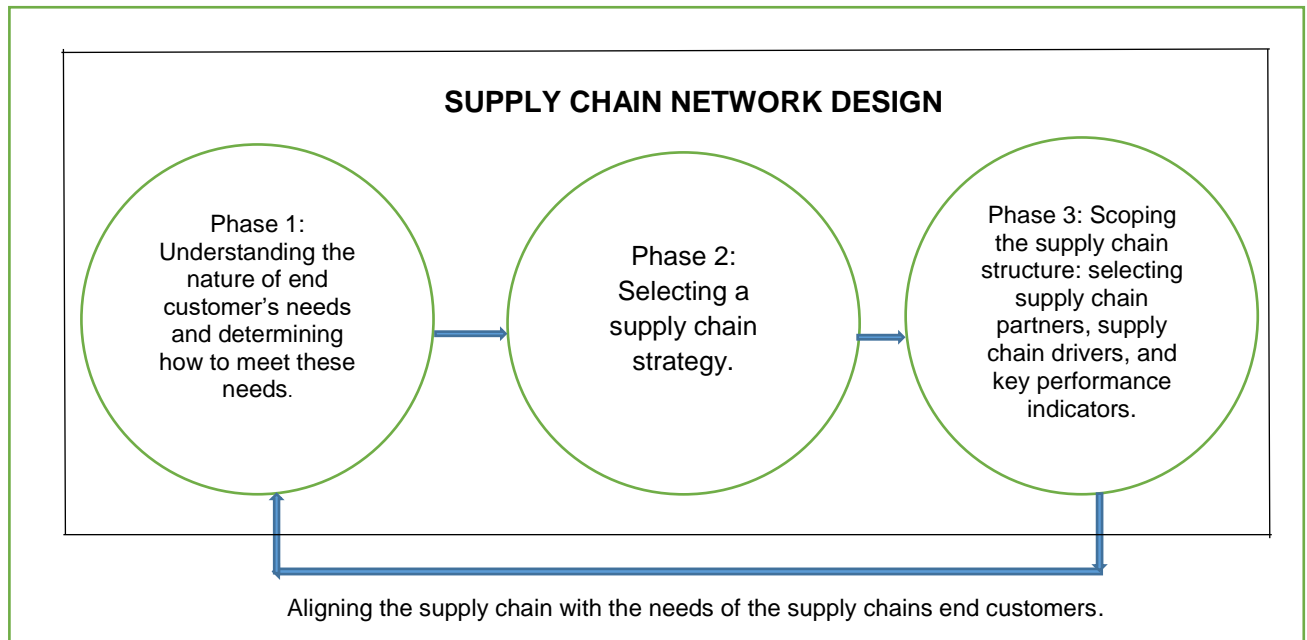 SUPPLY CHAIN NETWORK DESIGN
Phase 1:
Understanding the
nature of end
customer’s needs
and determining
how to meet these
needs.
Phase 2:
Selecting a
supply chain
strategy.
Phase 3: Scoping
the supply chain
structure: selecting
supply chain
partners, supply
chain drivers, and
key performance
indicators.
Aligning the supply chain with the needs of the supply chains end customers.